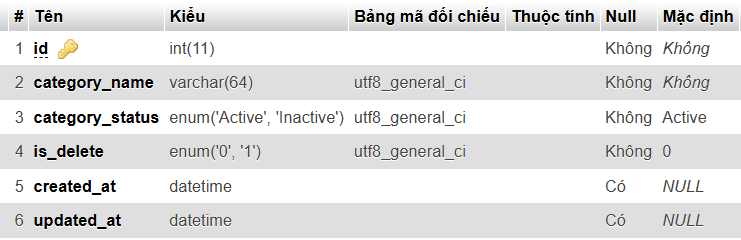 # Tên Kiểu Bảng mã đối chiếu Thuộc tính Null Mặc định
1 id int(11) Không Không
2 category_name varchar(64) utf8_general_ci Không Không
3 category_status enum('Active', 'Inactive') utf8_general_ci Không Active
4 is_delete enum('0', '1') utf8_general_ci Không 0
5 created_at datetime Có NULL
6 updated_at datetime Có NULL